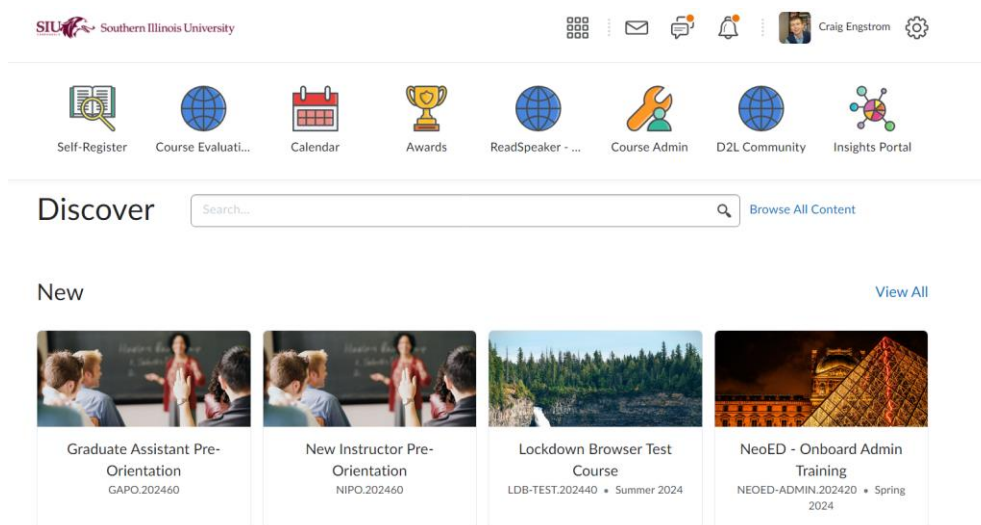 SIU Southern Illinois University
Craig Engstrom
Self-Register
Course Evaluati...
Calendar
Awards
ReadSpeaker - ...
Course Admin
D2L Community
Insights Portal
Discover
Search...
Browse All Content
New
View All
Graduate Assistant Pre-
Orientation
GAPO.202460
New Instructor Pre-
Orientation
NIPO.202460
Lockdown Browser Test
Course
LDB-TEST.202440 • Summer 2024
NeoED - Onboard Admin
Training
NEOED-ADMIN.202420 • Spring
2024